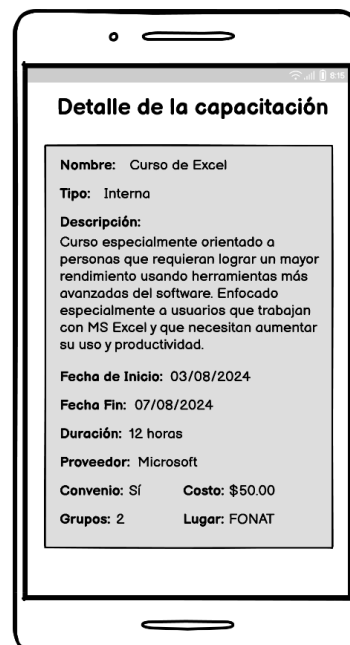 8:15
Detalle de la capacitación
Nombre: Curso de Excel
Tipo: Interna
Descripción:
Curso especialmente orientado a
personas que requieran lograr un mayor
rendimiento usando herramientas más
avanzadas del software. Enfocado
especialmente a usuarios que trabajan
con MS Excel y que necesitan aumentar
su uso y productividad.
Fecha de Inicio: 03/08/2024
Fecha Fin: 07/08/2024
Duración: 12 horas
Proveedor: Microsoft
Convenio: Sí Costo: $50.00
Grupos: 2 Lugar: FONAT